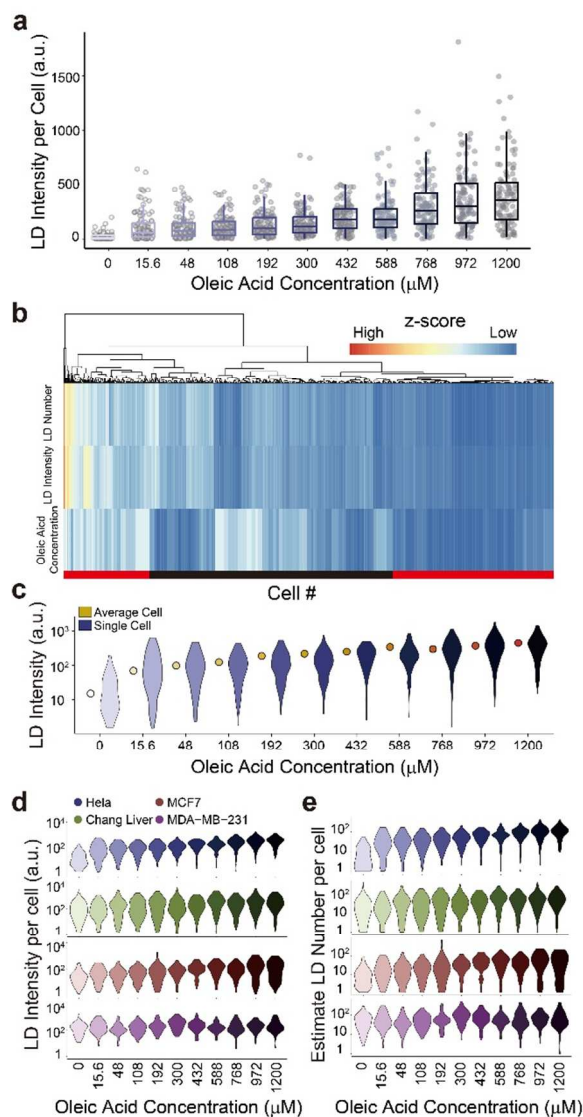 a
LD Intensity per Cell (a.u.)
1500
1000
500
0
0 15.6 48 108 192 300 432 588 768 972 1200
Oleic Acid Concentration (μM)
b
z-score
High Low
LD Number
LD Intensity
Oleic Aicd
Concentration
Cell #
c
Average Cell
Single Cell
LD Intensity (a.u.)
10³
10²
10
0 15.6 48 108 192 300 432 588 768 972 1200
Oleic Acid Concentration (μM)
d
Hela MCF7
Chang Liver MDA-MB-231
LD Intensity per cell (a.u.)
10⁴
10²
1
10⁴
10²
1
10⁴
10²
1
10⁴
10²
1
0 15.6 48 108 192 300 432 588 768 972 1200
Oleic Acid Concentration (μM)
e
Estimate LD Number per cell
10²
10
1
10²
10
1
10²
10
1
10²
10
1
0 15.6 48 108 192 300 432 588 768 972 1200
Oleic Acid Concentration (μM)